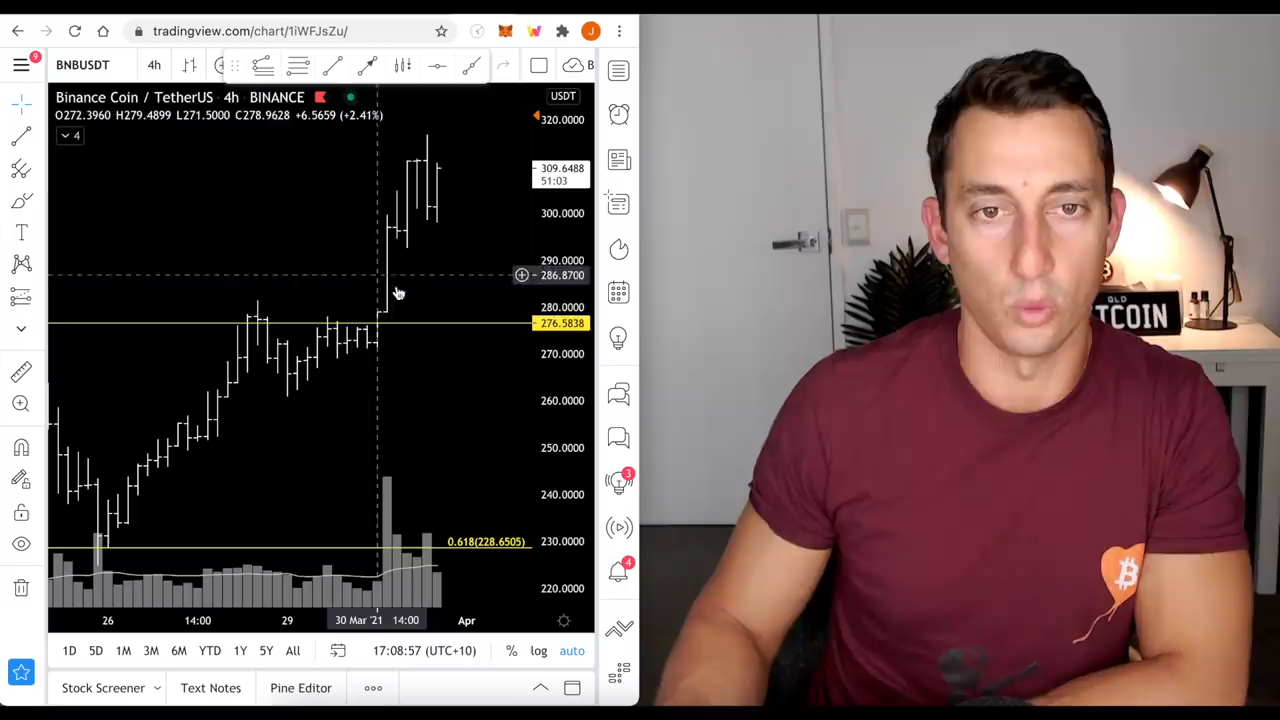 tradingview.com/chart/1iWFJsZu/
J
9
BNBUSDT
4h
B
Binance Coin / TetherUS 4h BINANCE
USDT
O272.3960 H279.4899 L271.5000 C278.9628 +6.5659 (+2.41%)
4
320.0000
309.6488
51:03
300.0000
290.0000
286.8700
280.0000
276.5838
270.0000
260.0000
250.0000
240.0000
0.618(228.6505)
230.0000
220.0000
26
14:00
29
30 Mar '21 14:00
Apr
3
4
1D 5D 1M 3M 6M YTD 1Y 5Y All
17:08:57 (UTC+10)
% log auto
Stock Screener
Text Notes
Pine Editor
QLD
TCOIN